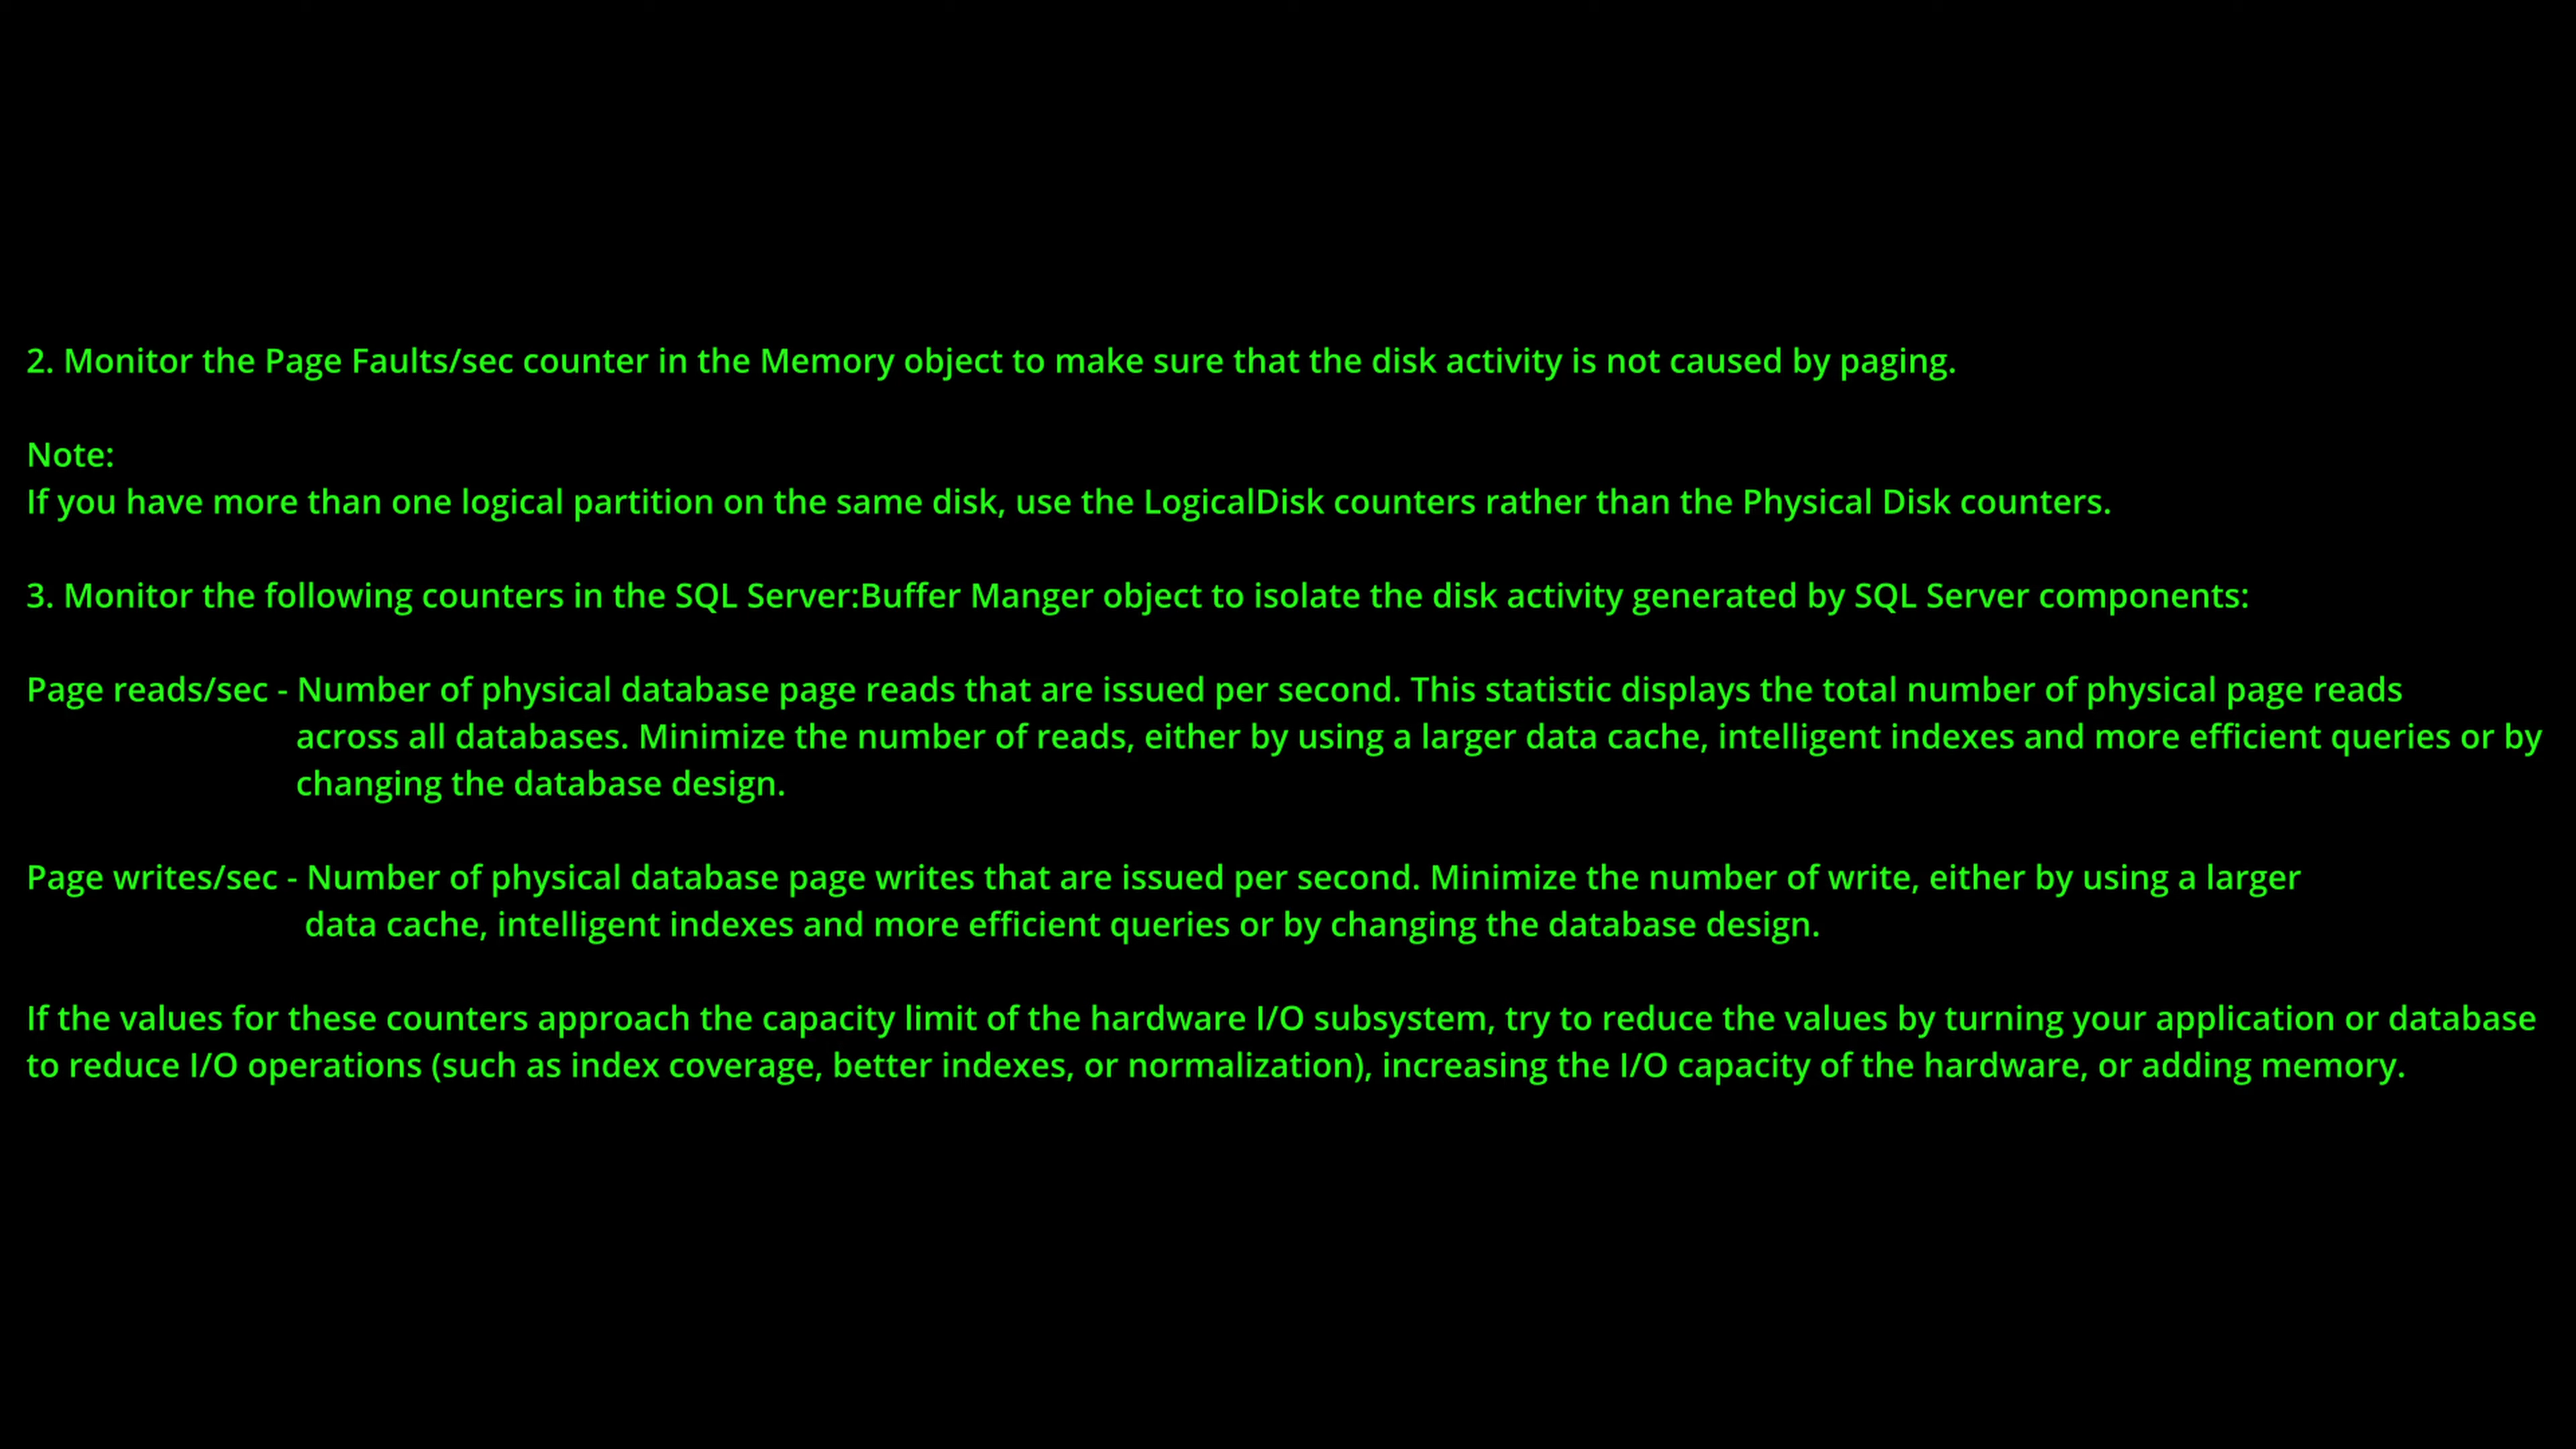 2. Monitor the Page Faults/sec counter in the Memory object to make sure that the disk activity is not caused by paging.
Note:
If you have more than one logical partition on the same disk, use the LogicalDisk counters rather than the Physical Disk counters.
3. Monitor the following counters in the SQL Server:Buffer Manger object to isolate the disk activity generated by SQL Server components:
Page reads/sec - Number of physical database page reads that are issued per second. This statistic displays the total number of physical page reads
across all databases. Minimize the number of reads, either by using a larger data cache, intelligent indexes and more efficient queries or by
changing the database design.
Page writes/sec - Number of physical database page writes that are issued per second. Minimize the number of write, either by using a larger
data cache, intelligent indexes and more efficient queries or by changing the database design.
If the values for these counters approach the capacity limit of the hardware I/O subsystem, try to reduce the values by turning your application or database
to reduce I/O operations (such as index coverage, better indexes, or normalization), increasing the I/O capacity of the hardware, or adding memory.